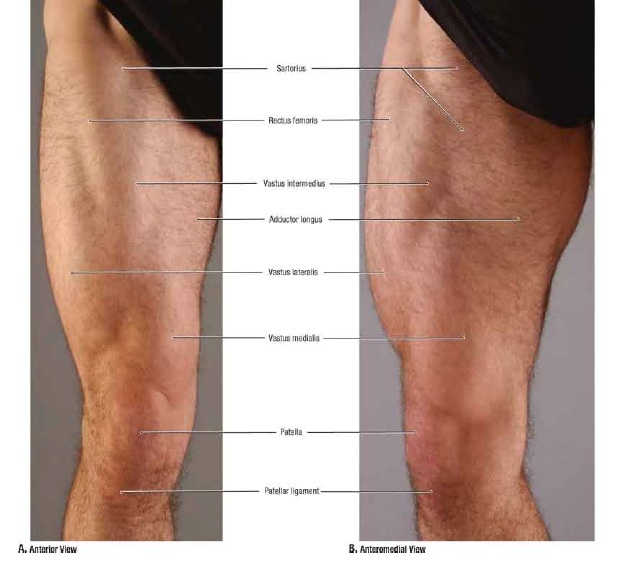 Sartorius
Rectus femoris
Vastus intermedius
Adductor longus
Vastus lateralis
Vastus medialis
Patella
Patellar ligament
A. Anterior View
B. Anteromedial View